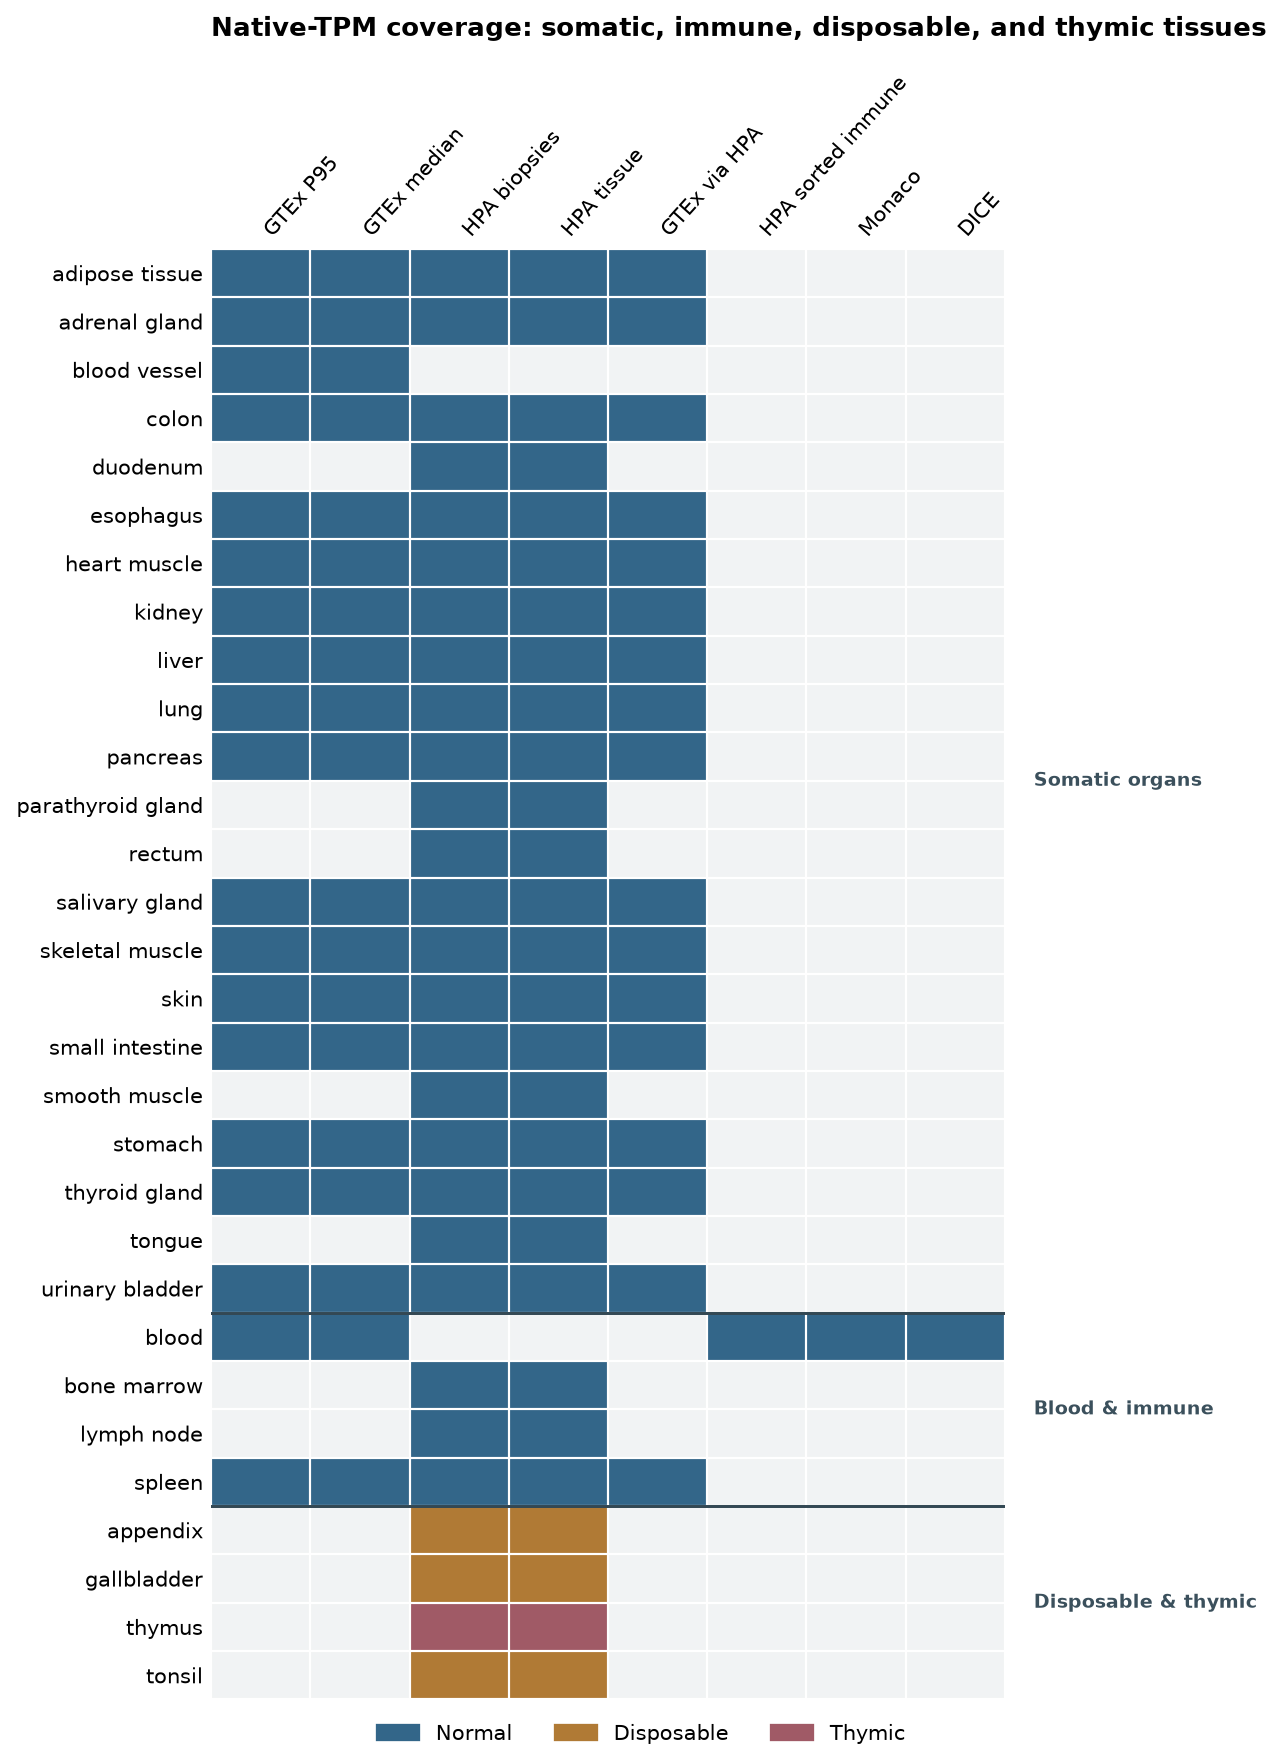 Native-TPM coverage: somatic, immune, disposable, and thymic tissues
GTEx P95
GTEx median
HPA biopsies
HPA tissue
GTEx via HPA
HPA sorted immune
Monaco
DICE
adipose tissue
adrenal gland
blood vessel
colon
duodenum
esophagus
heart muscle
kidney
liver
lung
pancreas
parathyroid gland
rectum
salivary gland
skeletal muscle
skin
small intestine
smooth muscle
stomach
thyroid gland
tongue
urinary bladder
Somatic organs
blood
bone marrow
lymph node
spleen
Blood & immune
appendix
gallbladder
thymus
tonsil
Disposable & thymic
Normal
Disposable
Thymic